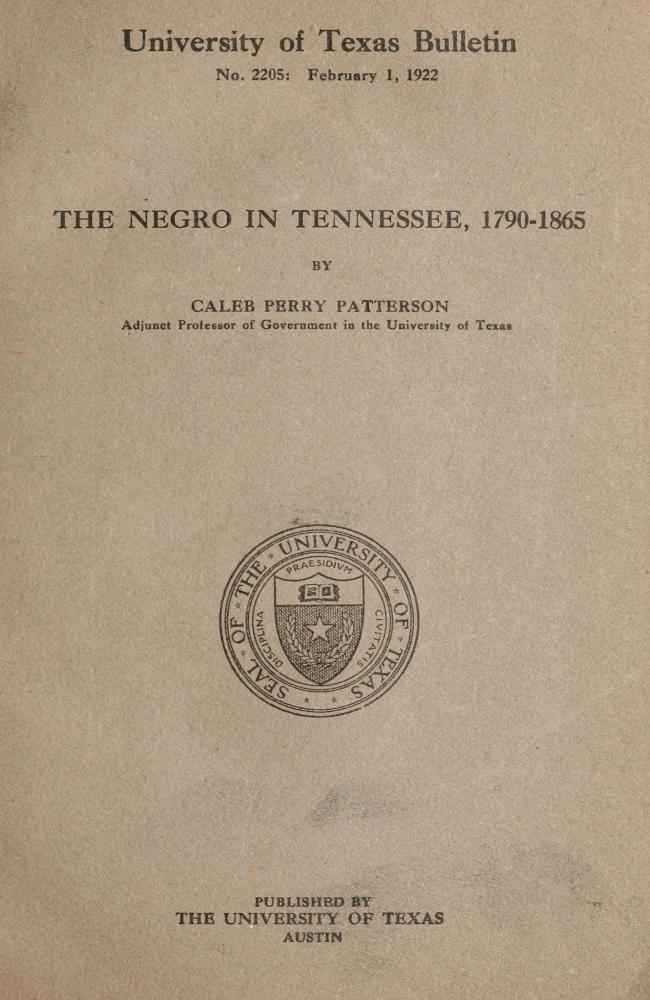 University of Texas Bulletin
No. 2205: February 1, 1922
THE NEGRO IN TENNESSEE, 1790-1865
BY
CALEB PERRY PATTERSON
Adjunct Professor of Government in the University of Texas
SEAL OF THE UNIVERSITY OF TEXAS
PRAESIDIVM
DISCIPLINA
CIVITATIS
PUBLISHED BY
THE UNIVERSITY OF TEXAS
AUSTIN